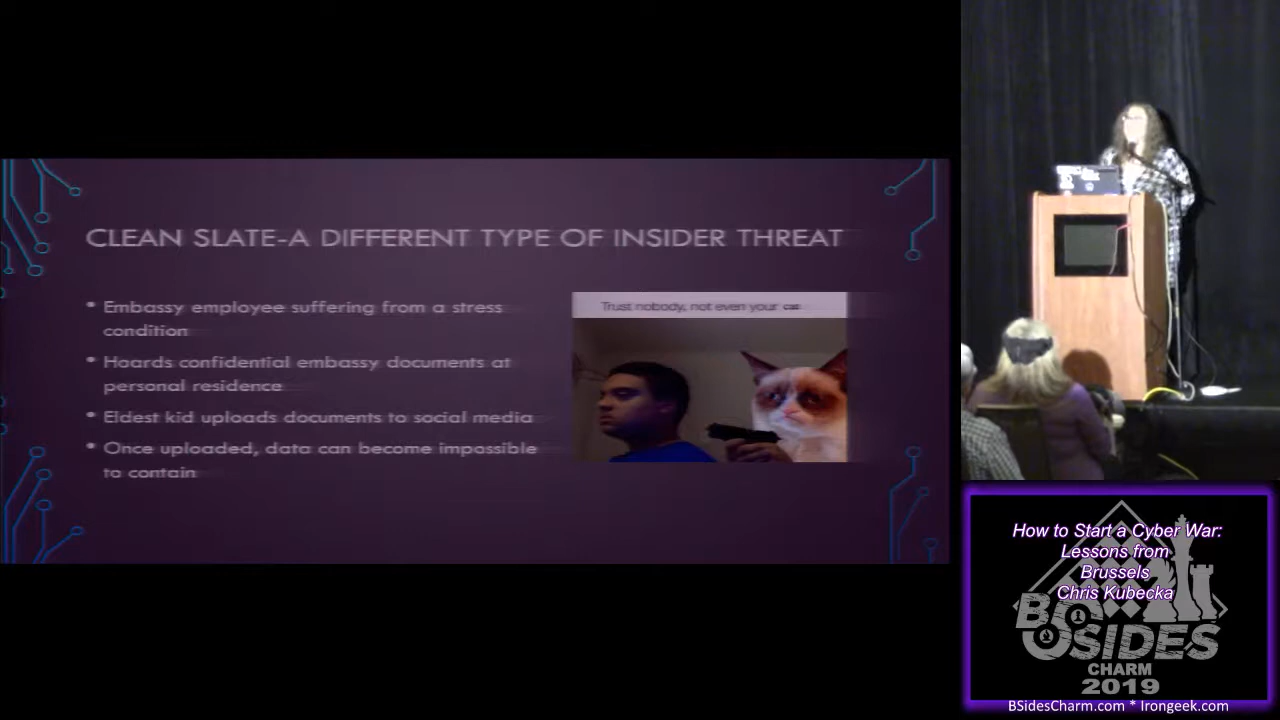 CLEAN SLATE-A DIFFERENT TYPE OF INSIDER THREAT
• Embassy employee suffering from a stress
condition
• Hoards confidential embassy documents at
personal residence
• Eldest kid uploads documents to social media
• Once uploaded, data can become impossible
to contain
Trust nobody, not even your
How to Start a Cyber War:
Lessons from
Brussels
Chris Kubecka
BSIDES
CHARM
2019
BSidesCharm.com * Irongeek.com